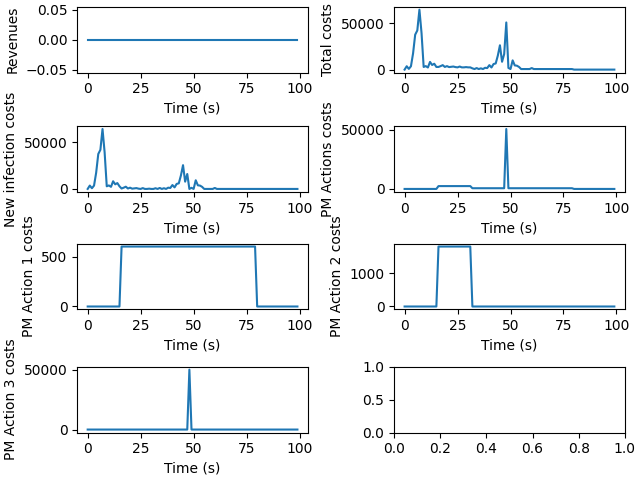 Revenues
0.05
0.00
−0.05
0 25 50 75 100
Time (s)
Total costs
50000
0
0 25 50 75 100
Time (s)
New infection costs
50000
0
0 25 50 75 100
Time (s)
PM Actions costs
50000
0
0 25 50 75 100
Time (s)
PM Action 1 costs
500
0
0 25 50 75 100
Time (s)
PM Action 2 costs
1000
0
0 25 50 75 100
Time (s)
PM Action 3 costs
50000
0
0 25 50 75 100
Time (s)
1.0
0.5
0.0
0.0 0.2 0.4 0.6 0.8 1.0